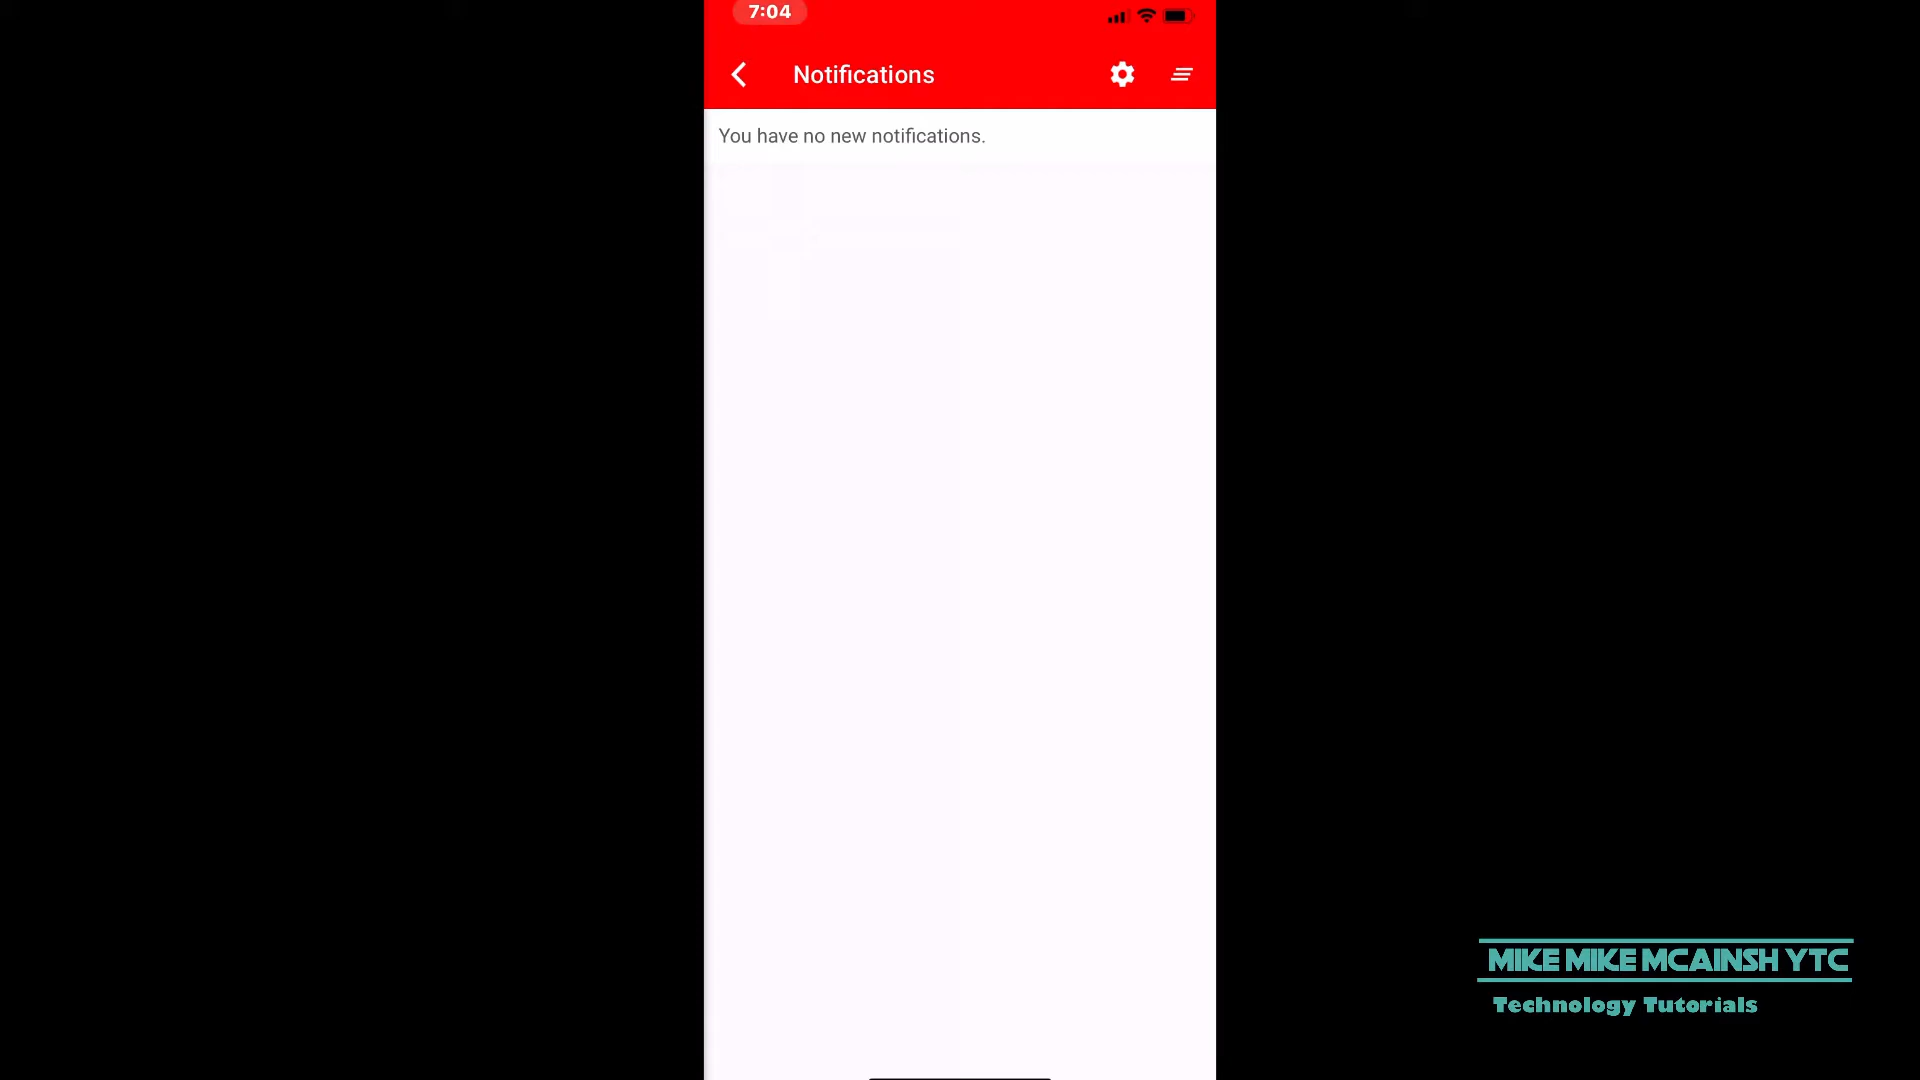 7:04
Notifications
You have no new notifications.
MIKE MIKE MCAINSH YTC
Technology Tutorials